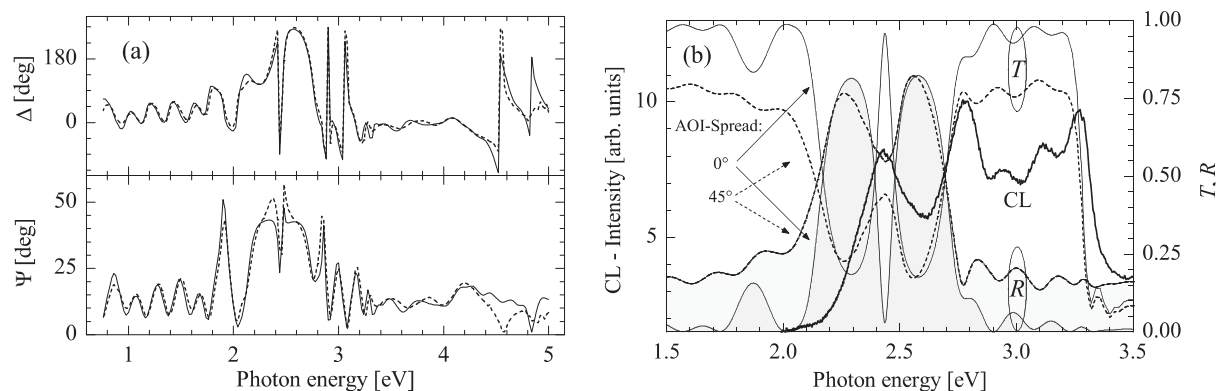 (a)
Δ [deg]
180
0
Ψ [deg]
50
25
0
1 2 3 4 5
Photon energy [eV]
(b)
CL - Intensity [arb. units]
10
5
AOI-Spread:
0°
45°
T
CL
R
1.00
0.75
0.50
0.25
0.00
T, R
1.5 2.0 2.5 3.0 3.5
Photon energy [eV]